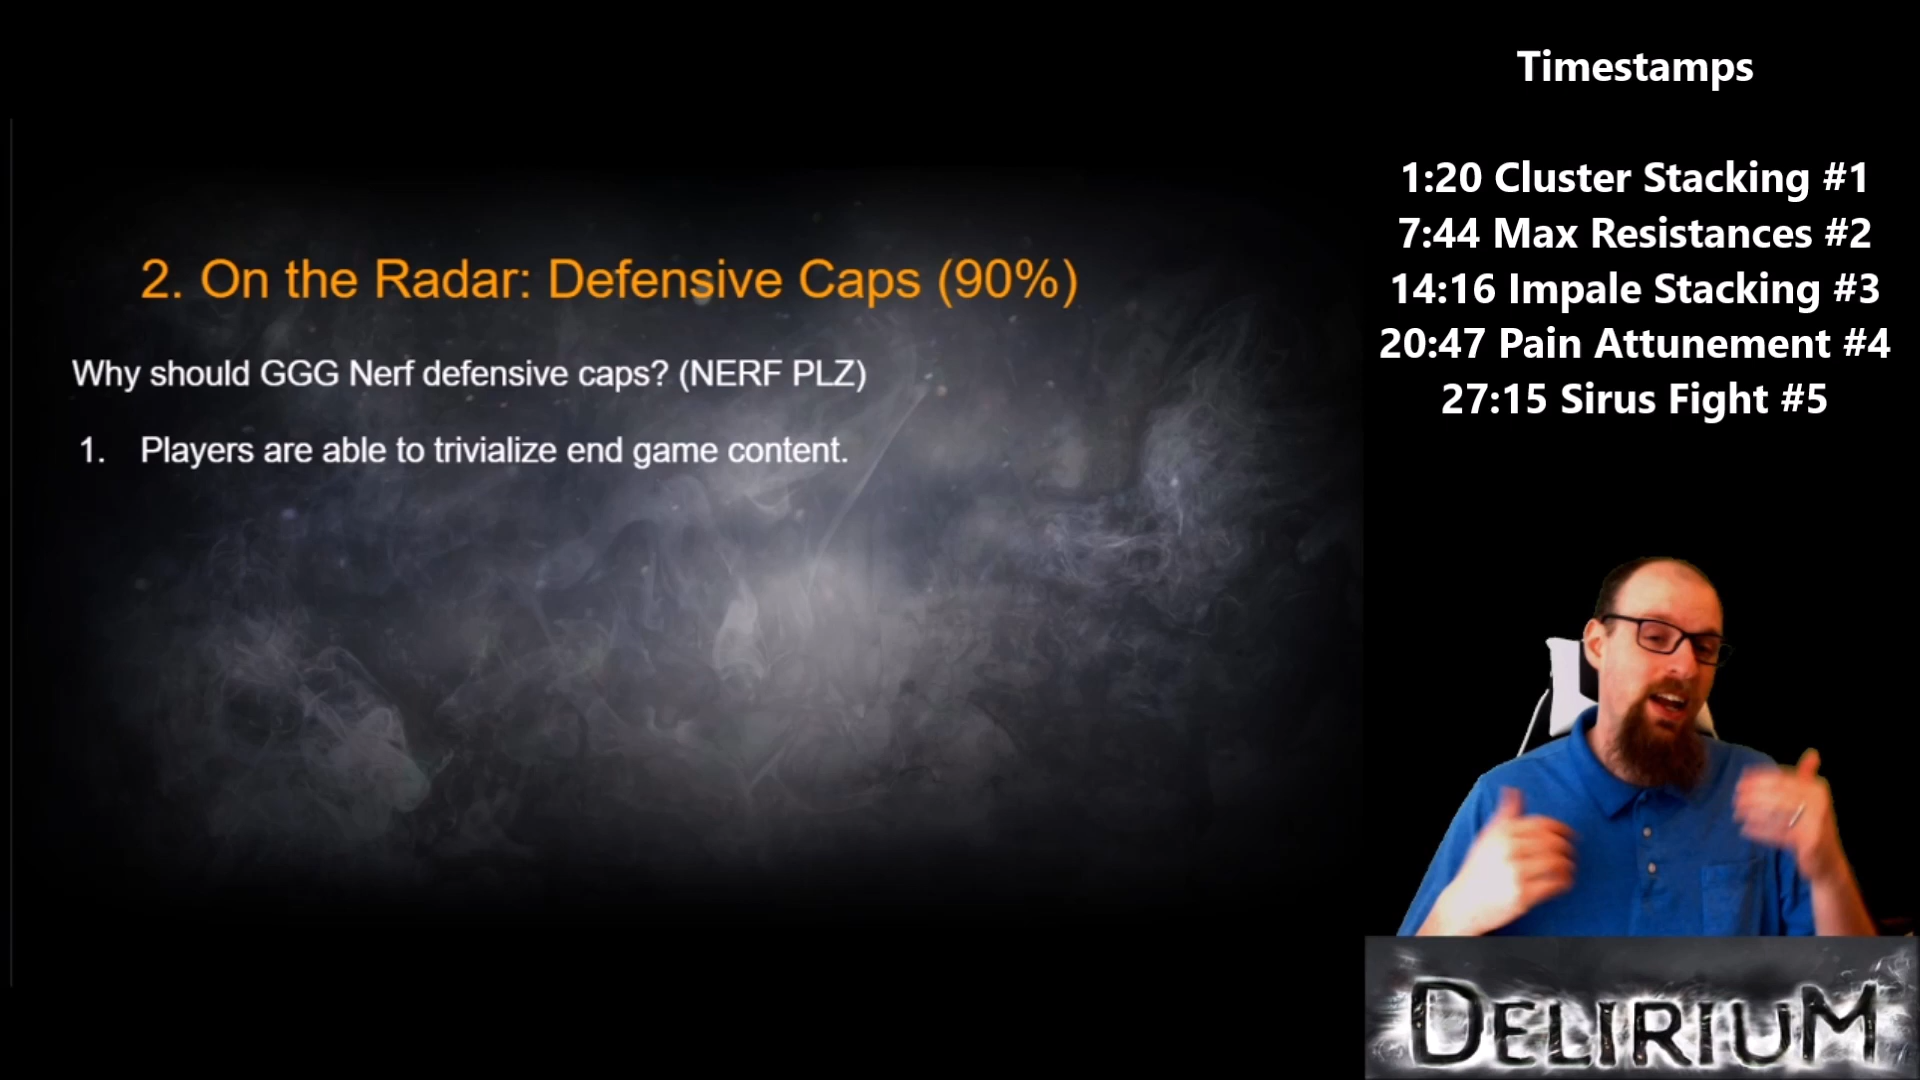 2. On the Radar: Defensive Caps (90%)
Why should GGG Nerf defensive caps? (NERF PLZ)
1. Players are able to trivialize end game content.
Timestamps
1:20 Cluster Stacking #1
7:44 Max Resistances #2
14:16 Impale Stacking #3
20:47 Pain Attunement #4
27:15 Sirus Fight #5
DELIRIUM